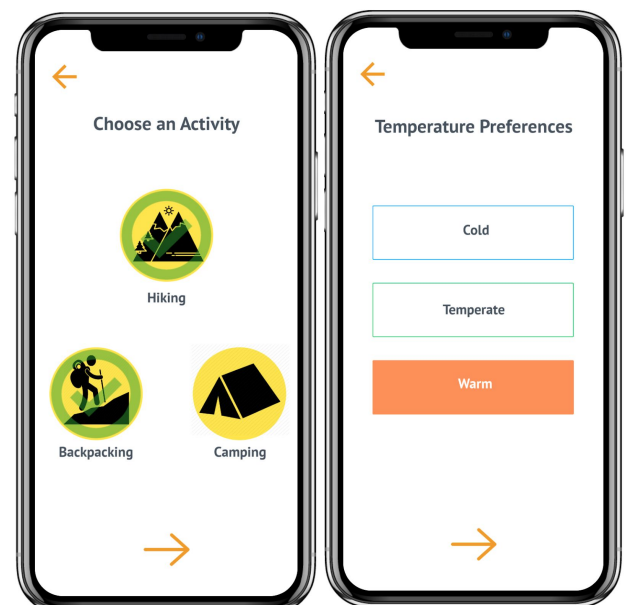 Choose an Activity
Hiking
Backpacking
Camping
Temperature Preferences
Cold
Temperate
Warm